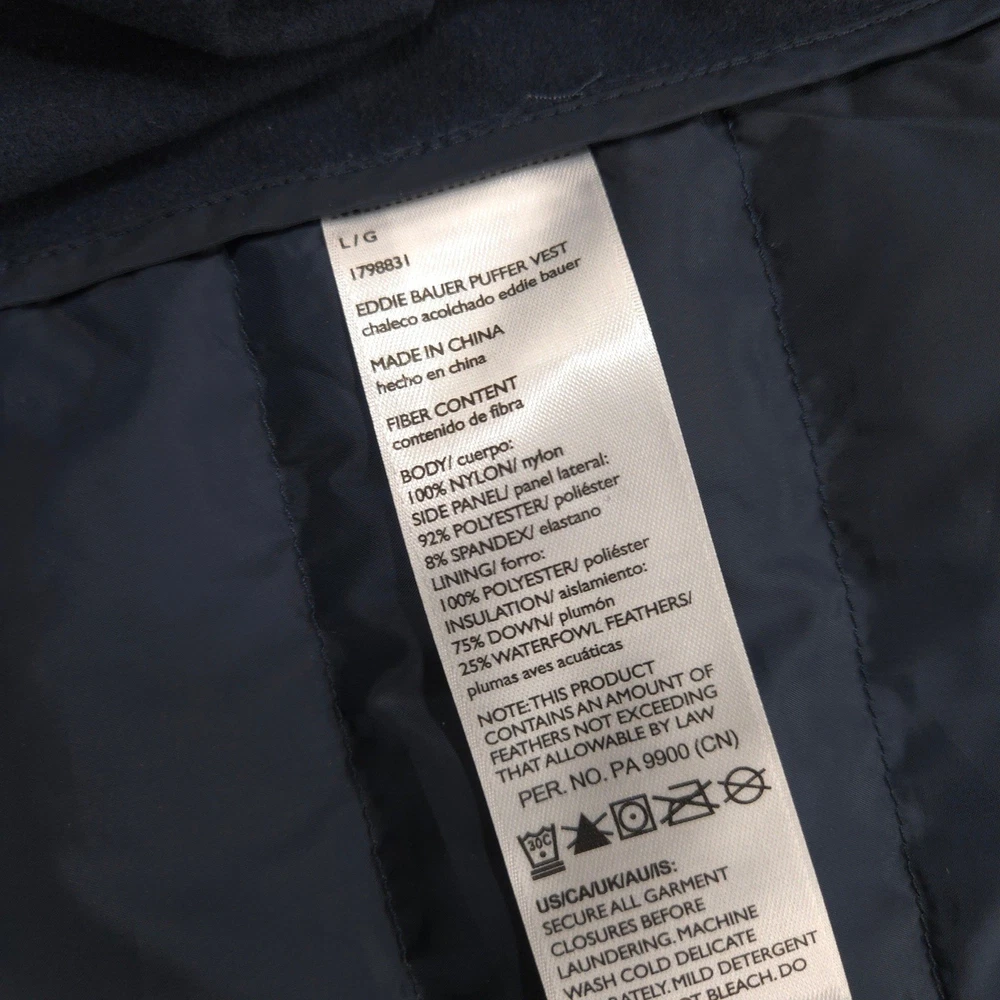 L / G
1798831
EDDIE BAUER PUFFER VEST
chaleco acolchado eddie bauer
MADE IN CHINA
hecho en china
FIBER CONTENT
contenido de fibra
BODY/ cuerpo:
100% NYLON/ nylon
SIDE PANEL/ panel lateral:
92% POLYESTER/ poliéster
8% SPANDEX/ elastano
LINING/ forro:
100% POLYESTER/ poliéster
INSULATION/ aislamiento:
75% DOWN/ plumón
25% WATERFOWL FEATHERS/
plumas aves acuáticas
NOTE:THIS PRODUCT
CONTAINS AN AMOUNT OF
FEATHERS NOT EXCEEDING
THAT ALLOWABLE BY LAW
PER. NO. PA 9900 (CN)
30C
US/CA/UK/AU/IS:
SECURE ALL GARMENT
CLOSURES BEFORE
LAUNDERING. MACHINE
WASH COLD DELICATE
MILD DETERGENT
BLEACH. DO